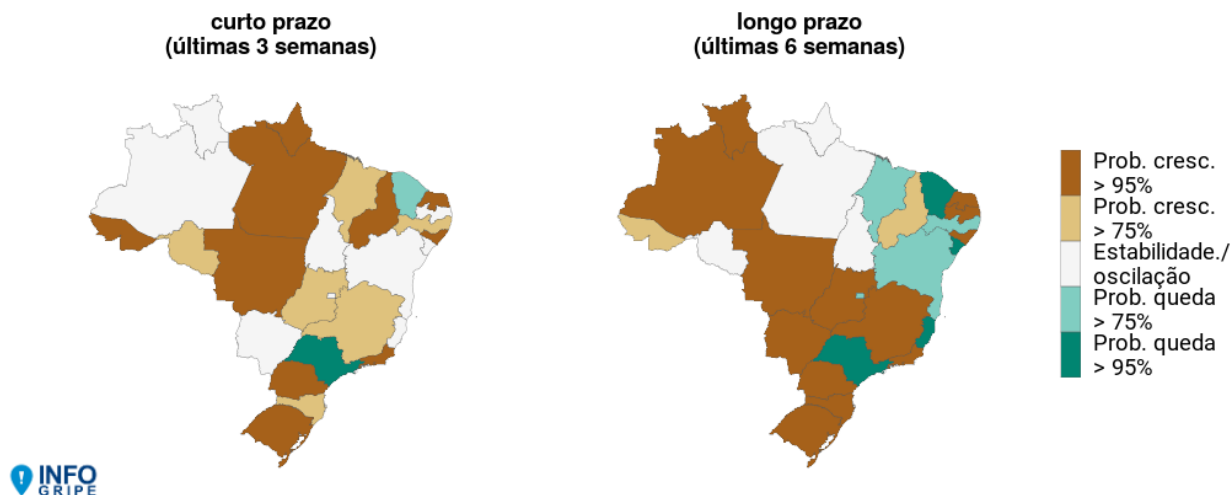 curto prazo
(últimas 3 semanas)
longo prazo
(últimas 6 semanas)
Prob. cresc.
> 95%
Prob. cresc.
> 75%
Estabilidade./
oscilação
Prob. queda
> 75%
Prob. queda
> 95%
INFO
GRIPE